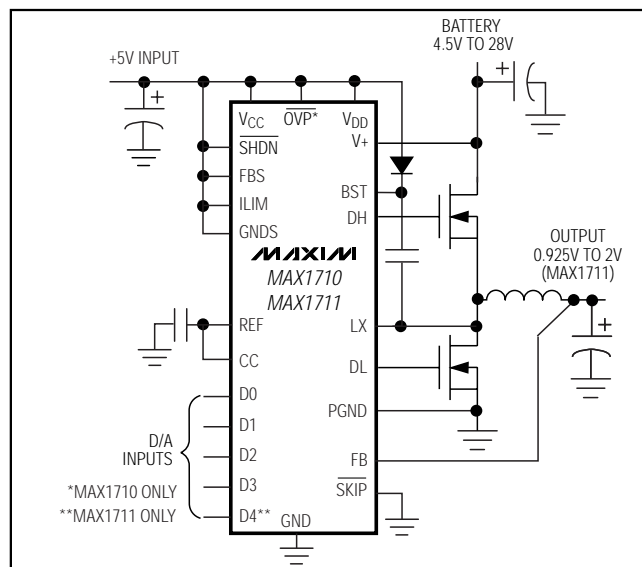 BATTERY
4.5V TO 28V
+5V INPUT
+
+
VCC
OVP*
VDD
V+
SHDN
FBS
ILIM
GNDS
BST
DH
OUTPUT
0.925V TO 2V
(MAX1711)
MAXIM
MAX1710
MAX1711
REF
LX
+
CC
DL
D0
PGND
D1
D/A
INPUTS
D2
FB
D3
SKIP
*MAX1710 ONLY
**MAX1711 ONLY
D4**
GND